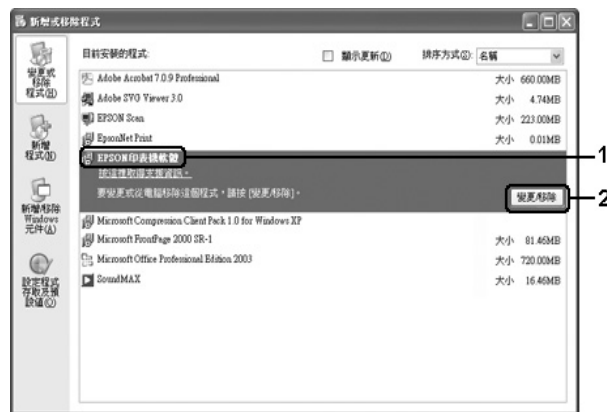 新增或移除程式
目前安裝的程式:
顯示更新(D)
排序方式(S):
名稱
變更或
移除
程式(H)
新增
程式(N)
新增/移除
Windows
元件(A)
設定程式
存取及預
設值(O)
Adobe Acrobat 7.0.9 Professional
大小 660.00MB
Adobe SVG Viewer 3.0
大小 4.74MB
EPSON Scan
大小 223.00MB
EpsonNet Print
大小 0.01MB
EPSON印表機軟體
1
按這裡取得支援資訊。
要變更或從電腦移除這個程式，請按 [變更/移除]。
變更/移除
2
Microsoft Compression Client Pack 1.0 for Windows XP
Microsoft FrontPage 2000 SR-1
大小 81.46MB
Microsoft Office Professional Edition 2003
大小 720.00MB
SoundMAX
大小 16.46MB